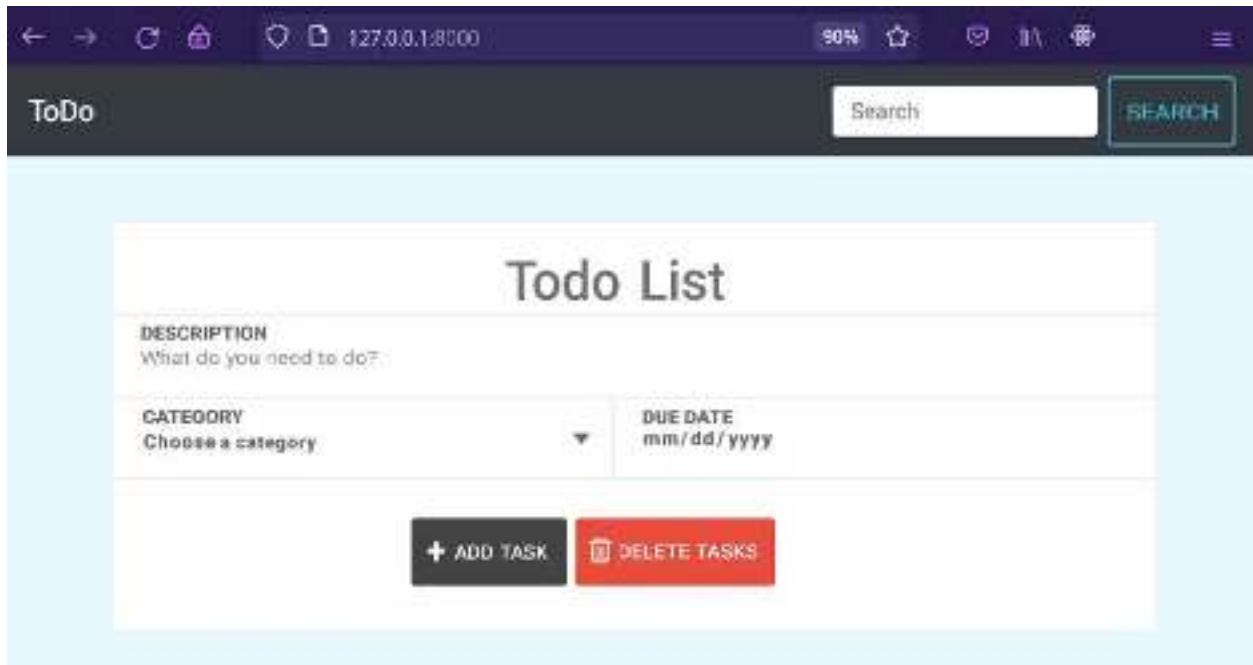 127.0.0.1:8000 90%
ToDo Search SEARCH
Todo List
DESCRIPTION
What do you need to do?
CATEGORY DUE DATE
Choose a category mm/dd/yyyy
+ ADD TASK DELETE TASKS